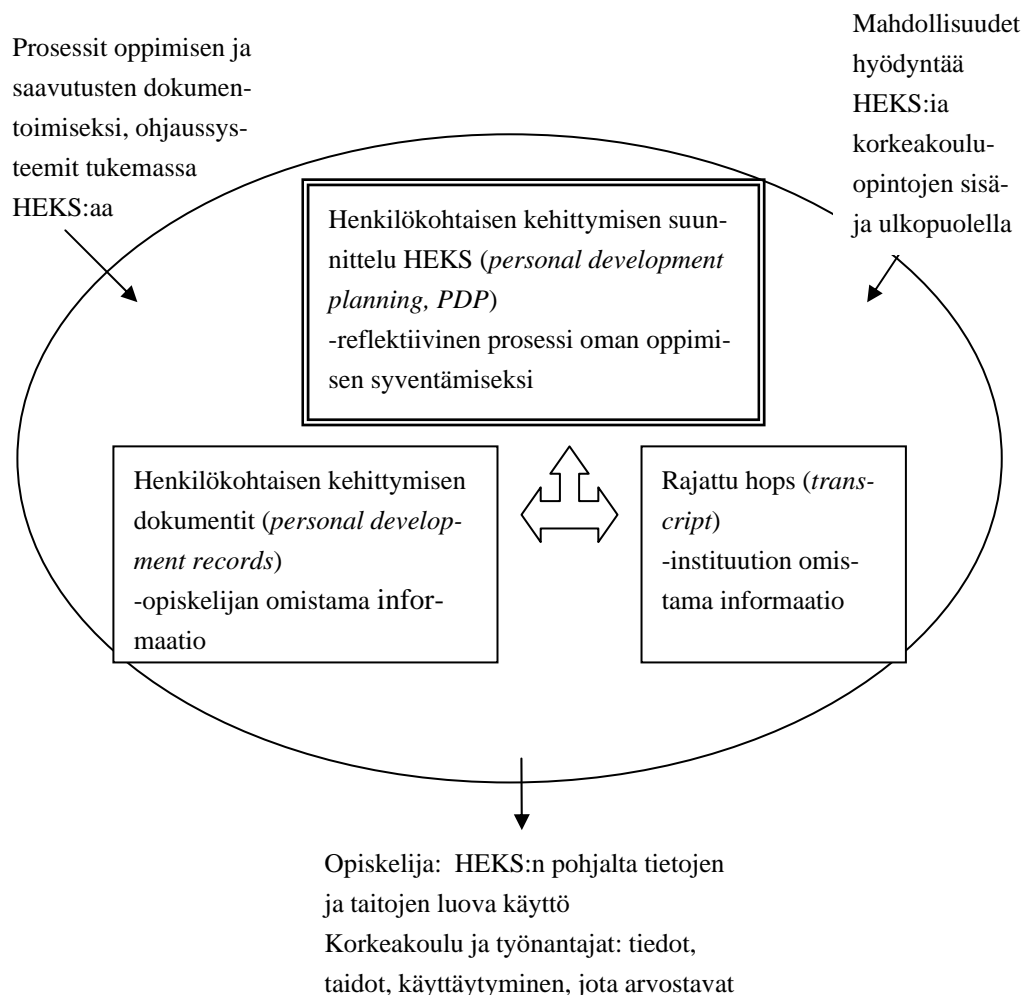 Prosessit oppimisen ja
saavutusten dokumen-
toimiseksi, ohjaussys-
teemit tukemassa
HEKS:aa
Mahdollisuudet
hyödyntää
HEKS:ia
korkeakoulu-
opintojen sisä-
ja ulkopuolella
Henkilökohtaisen kehittymisen suun-
nittelu HEKS (personal development
planning, PDP)
-reflektiivinen prosessi oman oppimi-
sen syventämiseksi
Henkilökohtaisen kehittymisen
dokumentit (personal develop-
ment records)
-opiskelijan omistama infor-
maatio
Rajattu hops (trans-
cript)
-instituution omis-
tama informaatio
Opiskelija: HEKS:n pohjalta tietojen
ja taitojen luova käyttö
Korkeakoulu ja työnantajat: tiedot,
taidot, käyttäytyminen, jota arvostavat